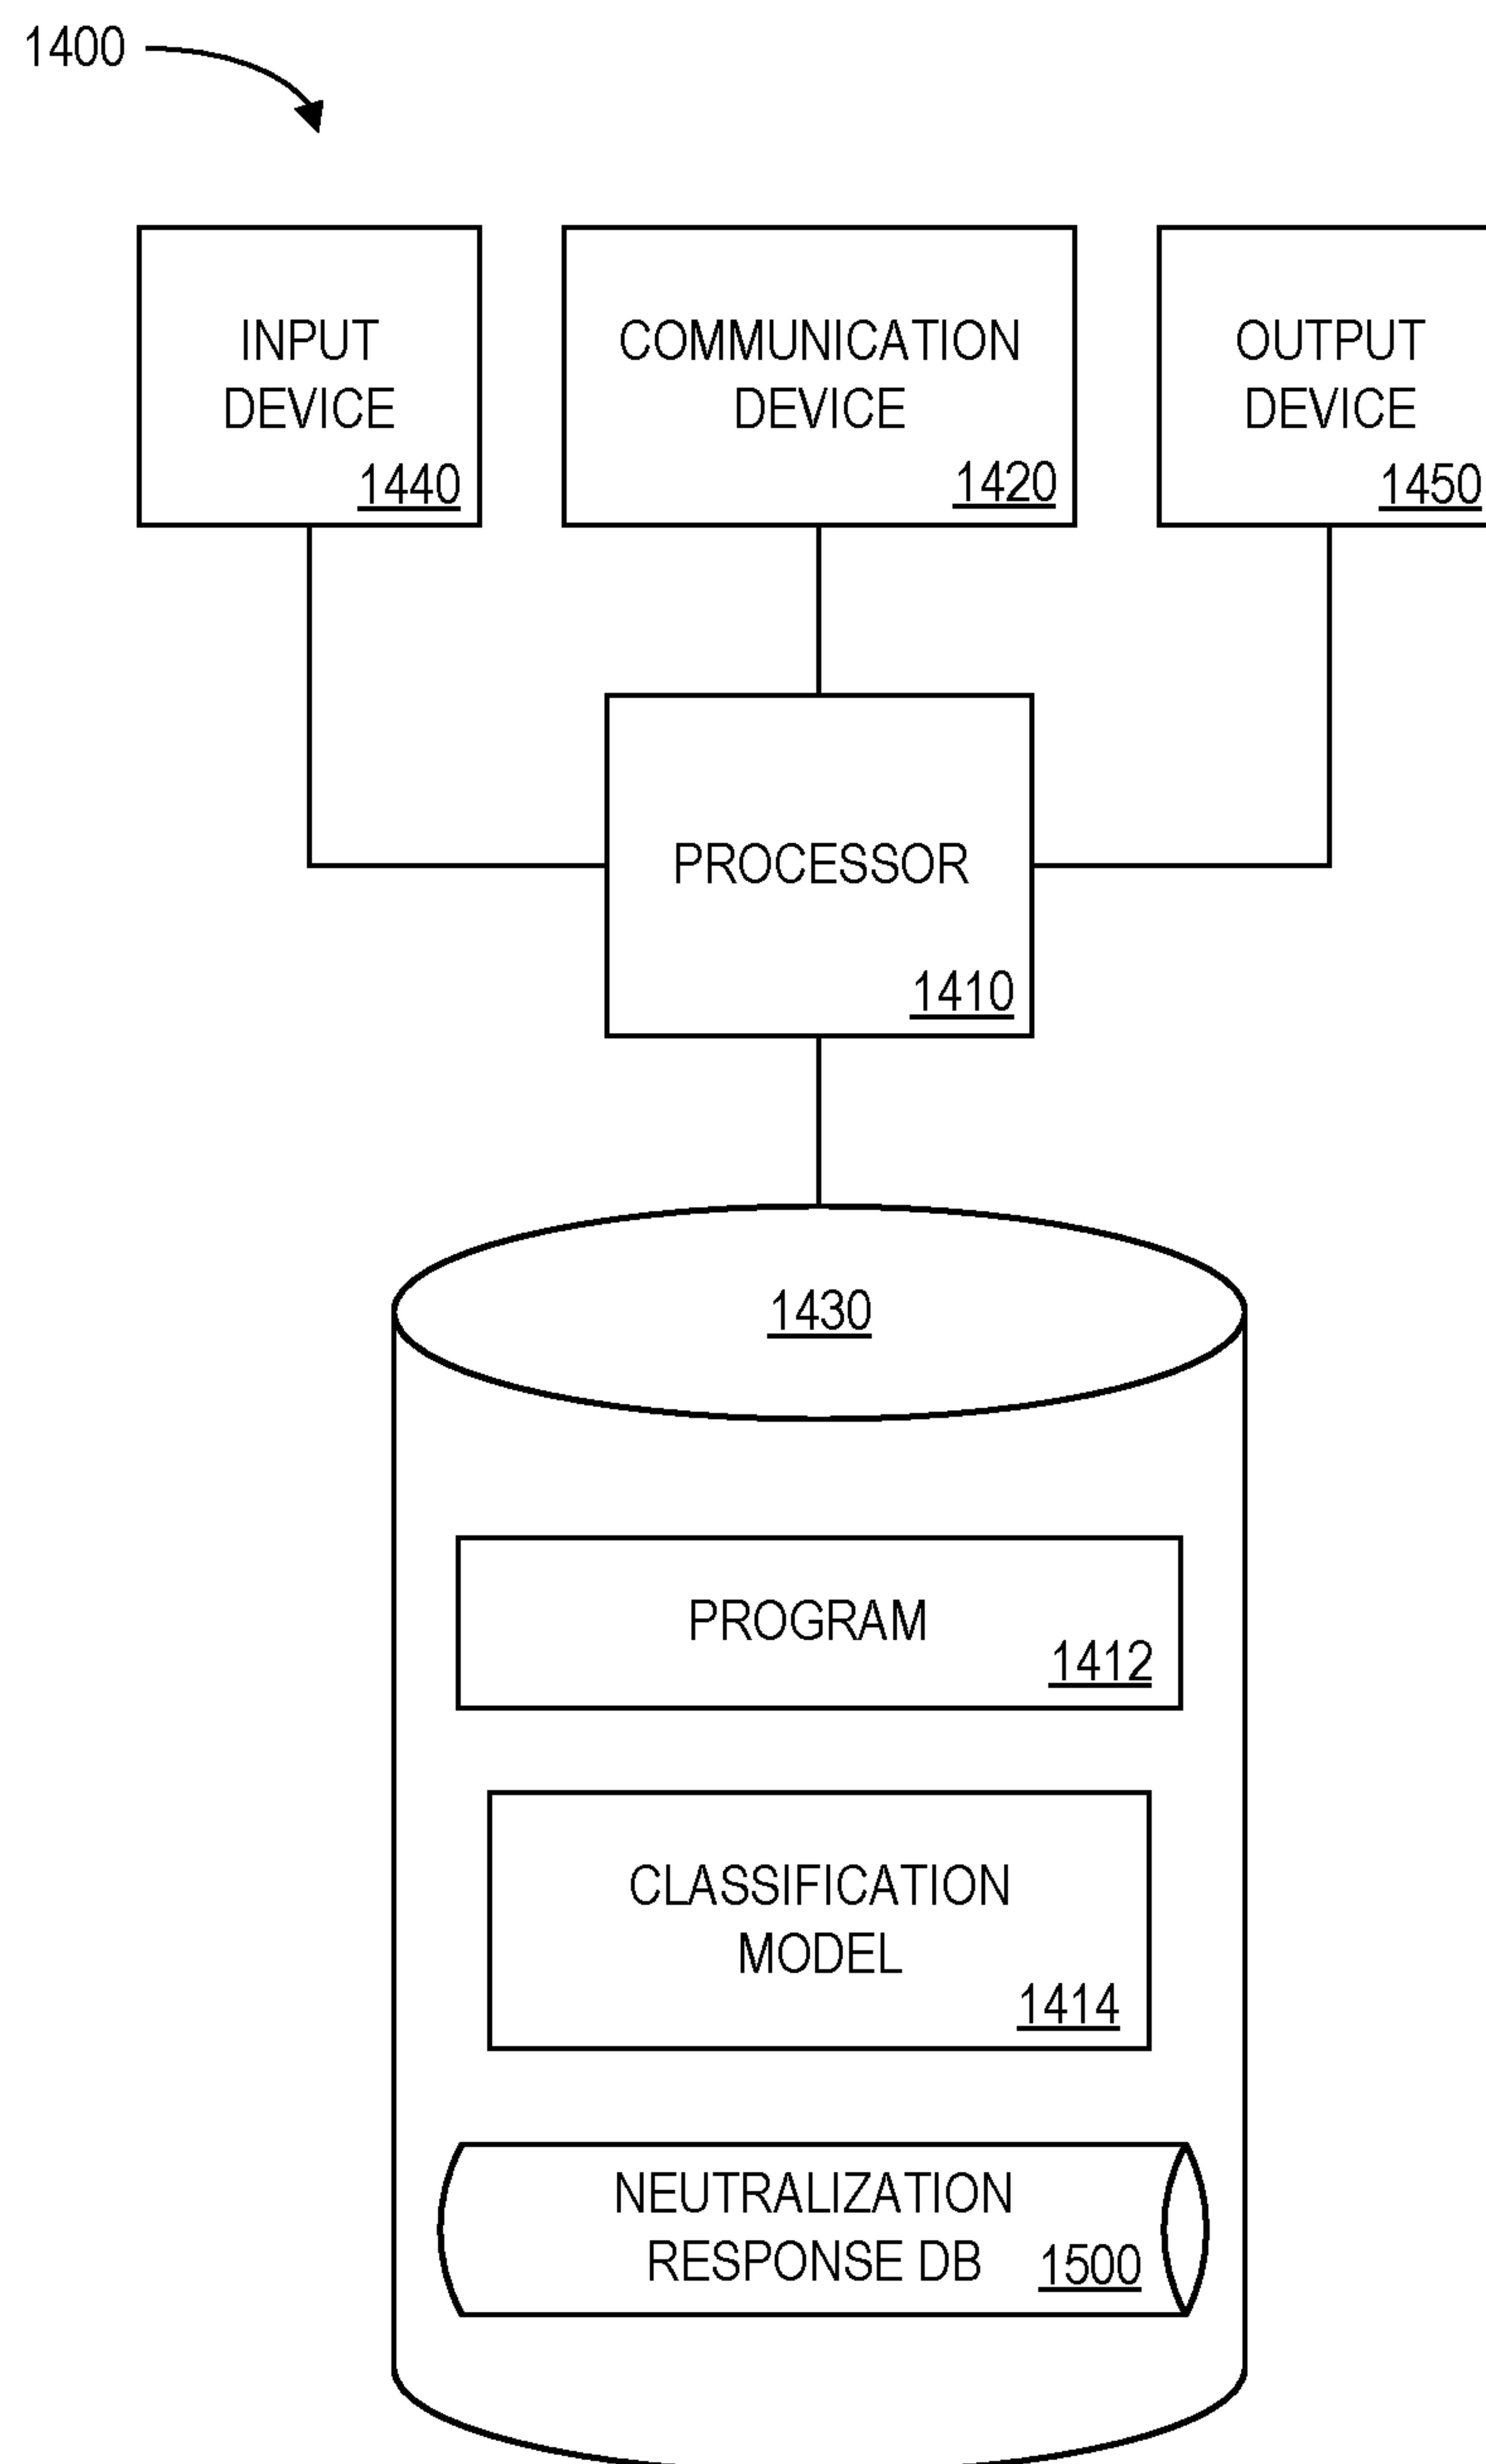 1400
INPUT
DEVICE
1440
COMMUNICATION
DEVICE
1420
OUTPUT
DEVICE
1450
PROCESSOR
1410
1430
PROGRAM
1412
CLASSIFICATION
MODEL
1414
NEUTRALIZATION
RESPONSE DB
1500